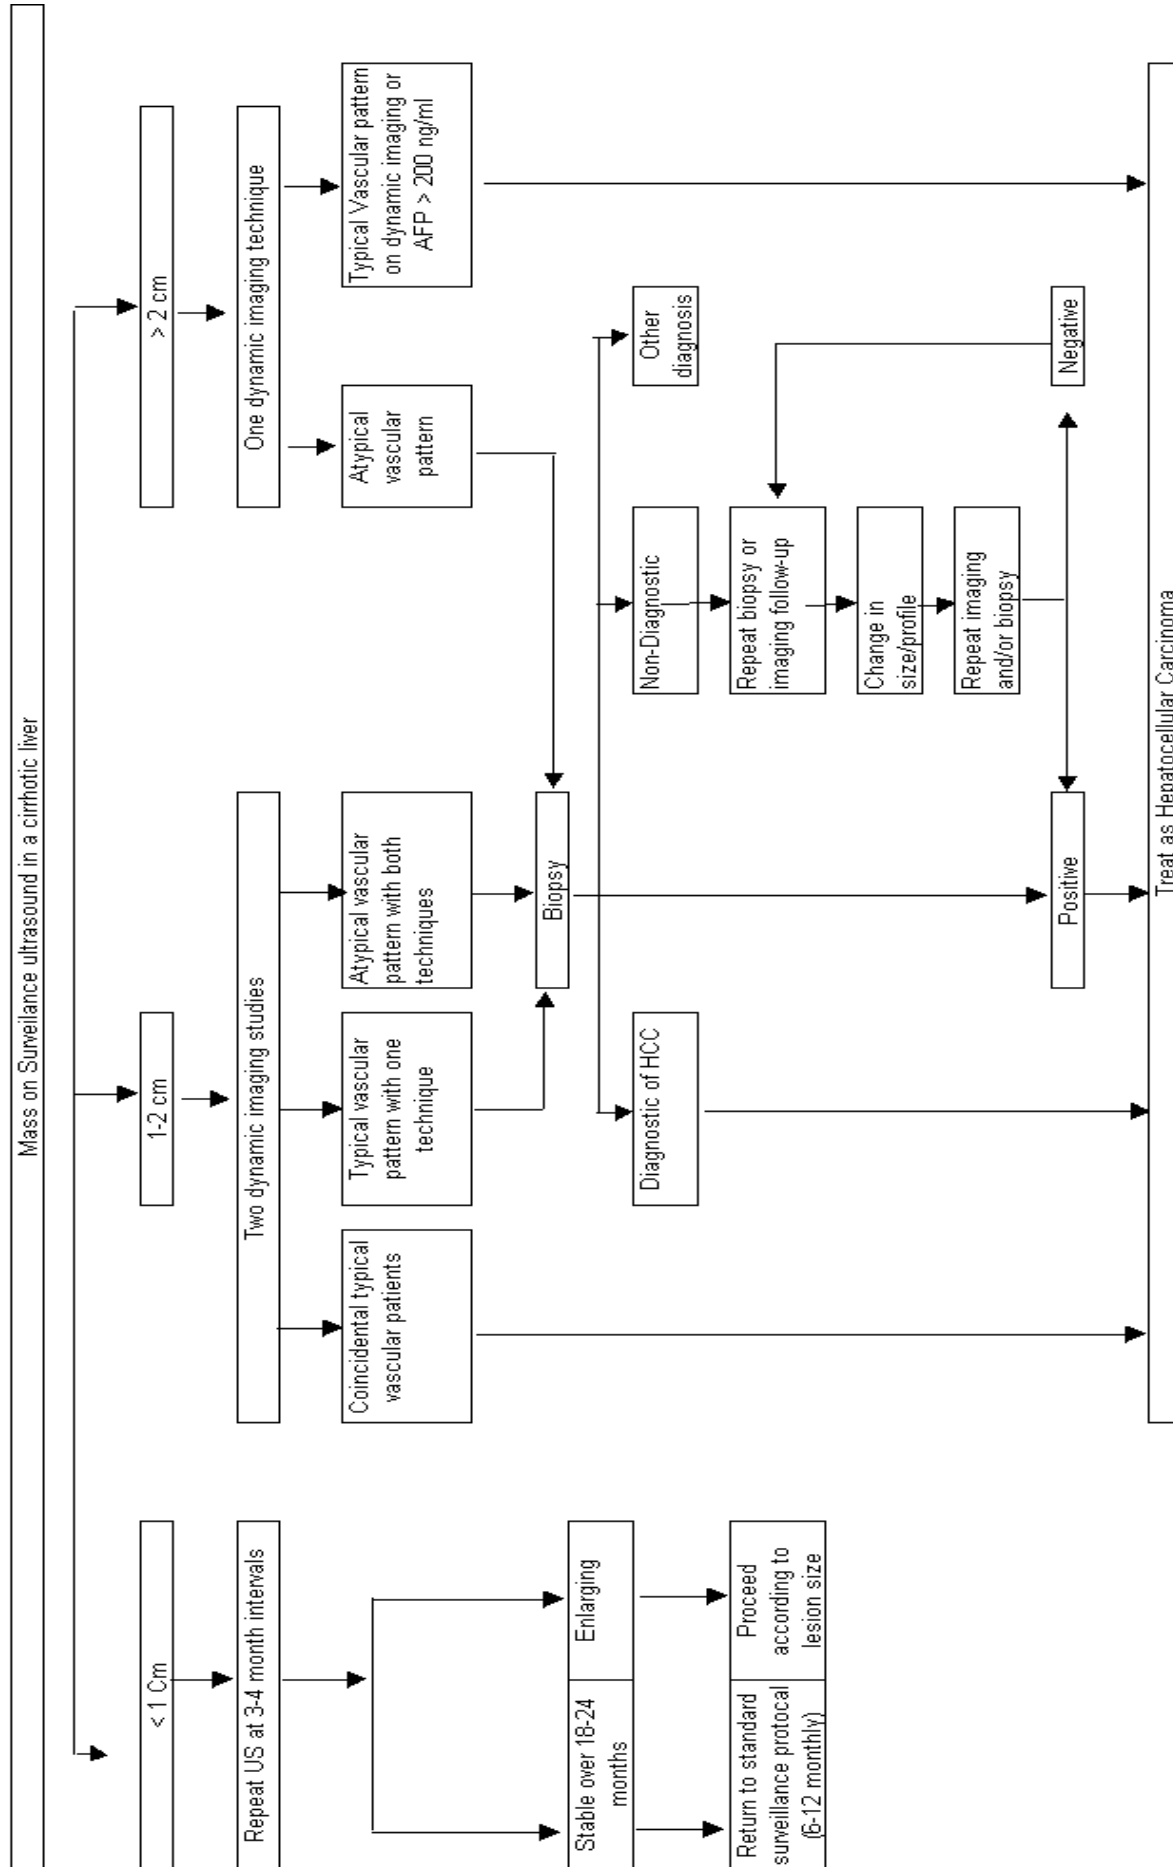 Mass on Surveilance ultrasound in a cirrhotic liver
< 1 Cm
1-2 cm
> 2 cm
Repeat US at 3-4 month intervals
Two dynamic imaging studies
One dynamic imaging technique
Coincidental typical
vascular patients
Typical vascular
pattern with one
technique
Atypical vascular
pattern with both
techniques
Atypical
vascular
pattern
Typical Vascular pattern
on dynamic imaging or
AFP > 200 ng/ml
Stable over 18-24
months
Enlarging
Biopsy
Return to standard
surveillance protocal
(6-12 monthly)
Proceed
according to
lesion size
Diagnostic of HCC
Non-Diagnostic
Other
diagnosis
Repeat biopsy or
imaging follow-up
Change in
size/profile
Repeat imaging
and/or biopsy
Positive
Negative
Treat as Hepatocellular Carcinoma